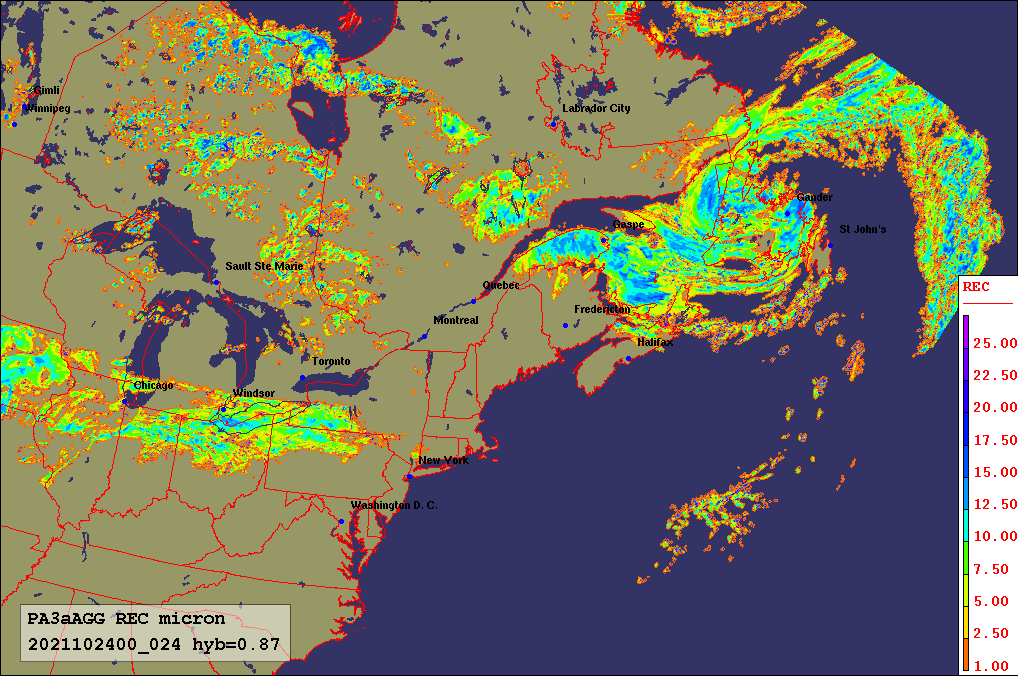 Gimli
Winnipeg
Labrador City
Gander
Gaspe
St John's
Sault Ste Marie
Quebec
REC
Fredericton
Montreal
25.00
Halifax
Toronto
22.50
Chicago
Windsor
20.00
17.50
New York
15.00
Washington D. C.
12.50
10.00
7.50
5.00
PA3aAGG REC micron
2.50
2021102400_024 hyb=0.87
1.00